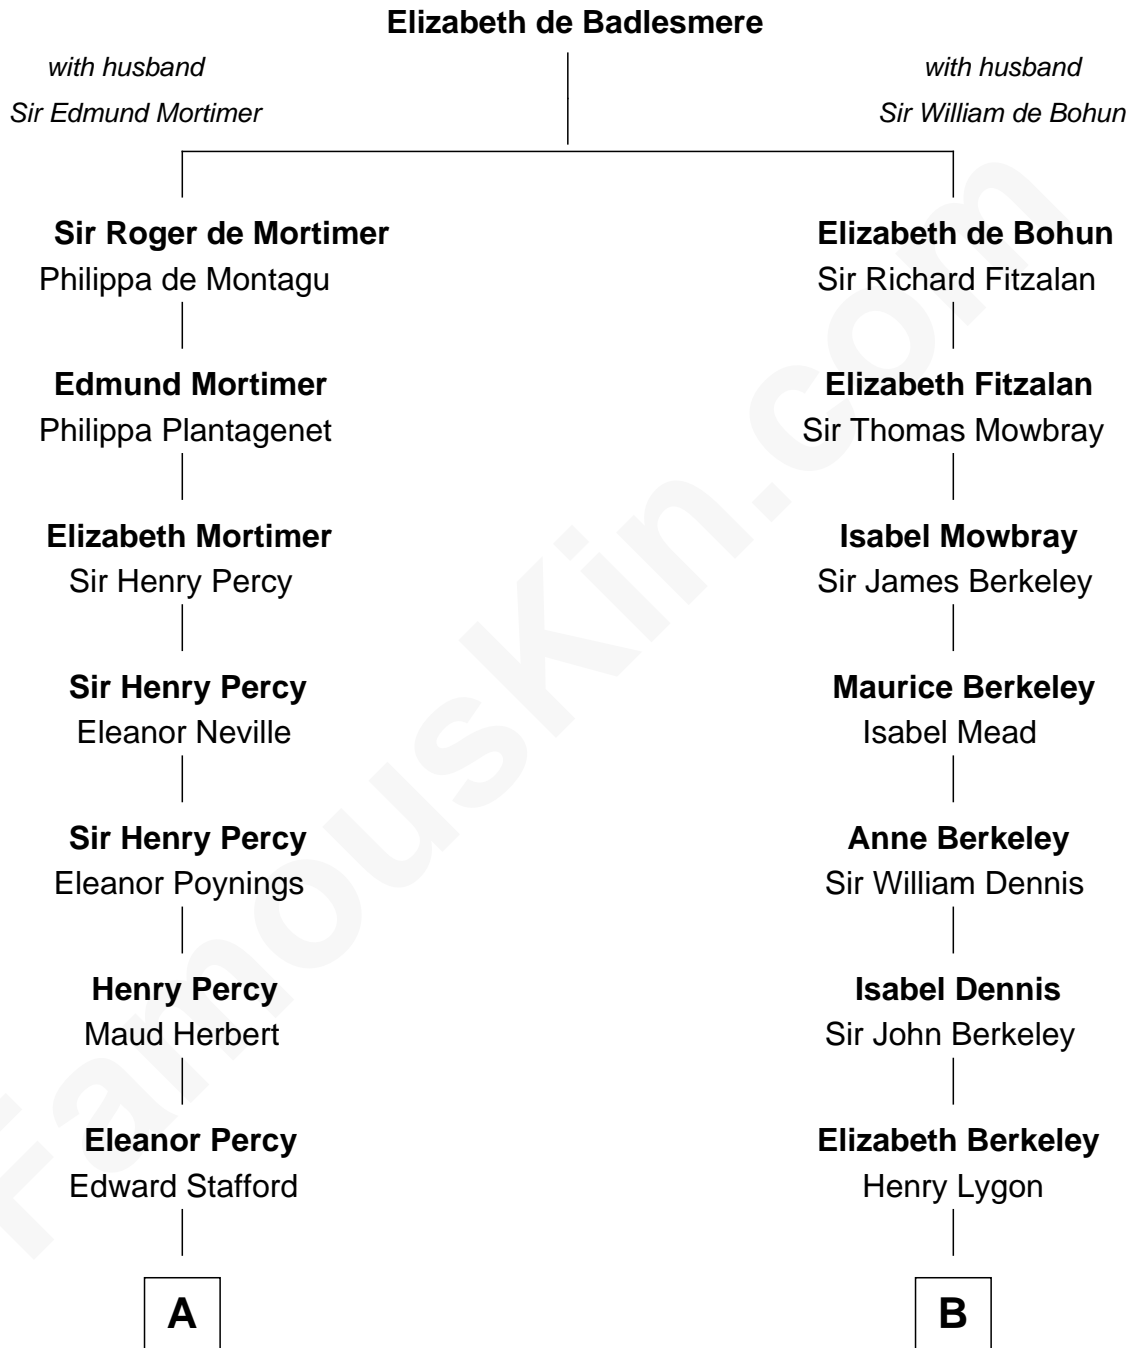 Elizabeth de Badlesmere
with husband
Sir Edmund Mortimer
with husband
Sir William de Bohun
Sir Roger de Mortimer
Philippa de Montagu
Elizabeth de Bohun
Sir Richard Fitzalan
Edmund Mortimer
Philippa Plantagenet
Elizabeth Fitzalan
Sir Thomas Mowbray
Elizabeth Mortimer
Sir Henry Percy
Isabel Mowbray
Sir James Berkeley
Sir Henry Percy
Eleanor Neville
Maurice Berkeley
Isabel Mead
Sir Henry Percy
Eleanor Poynings
Anne Berkeley
Sir William Dennis
Henry Percy
Maud Herbert
Isabel Dennis
Sir John Berkeley
Eleanor Percy
Edward Stafford
Elizabeth Berkeley
Henry Lygon
A
B
FamousKin.com